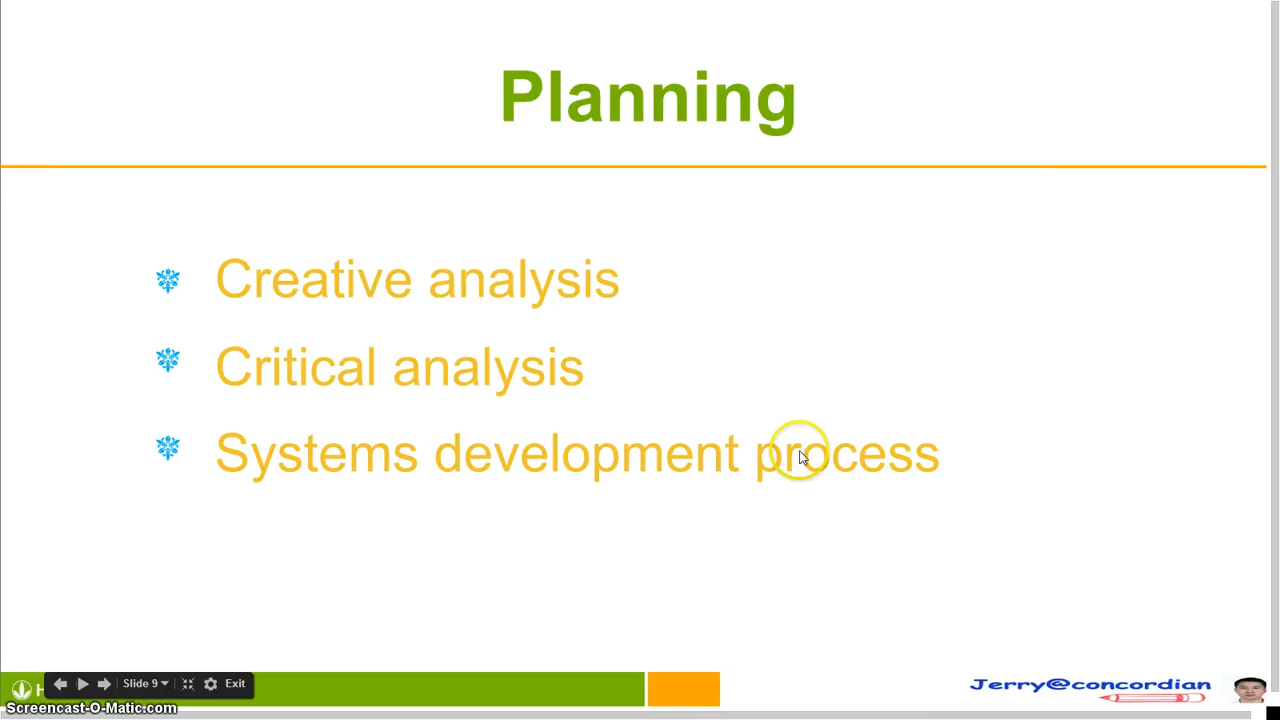 Planning
Creative analysis
Critical analysis
Systems development process
Slide 9
Exit
Jerry@concordian
Screencast-O-Matic.com